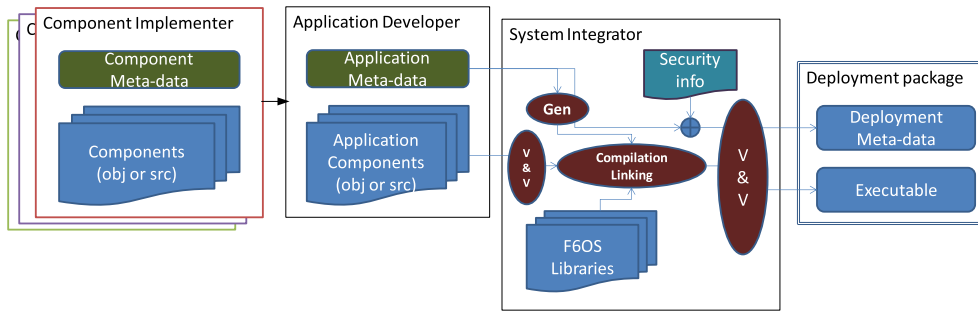 Component Implementer
Component
Meta-data
Components
(obj or src)
Application Developer
Application
Meta-data
Application
Components
(obj or src)
System Integrator
Security
info
Gen
V
&
V
Compilation
Linking
F6OS
Libraries
V
&
V
Deployment package
Deployment
Meta-data
Executable